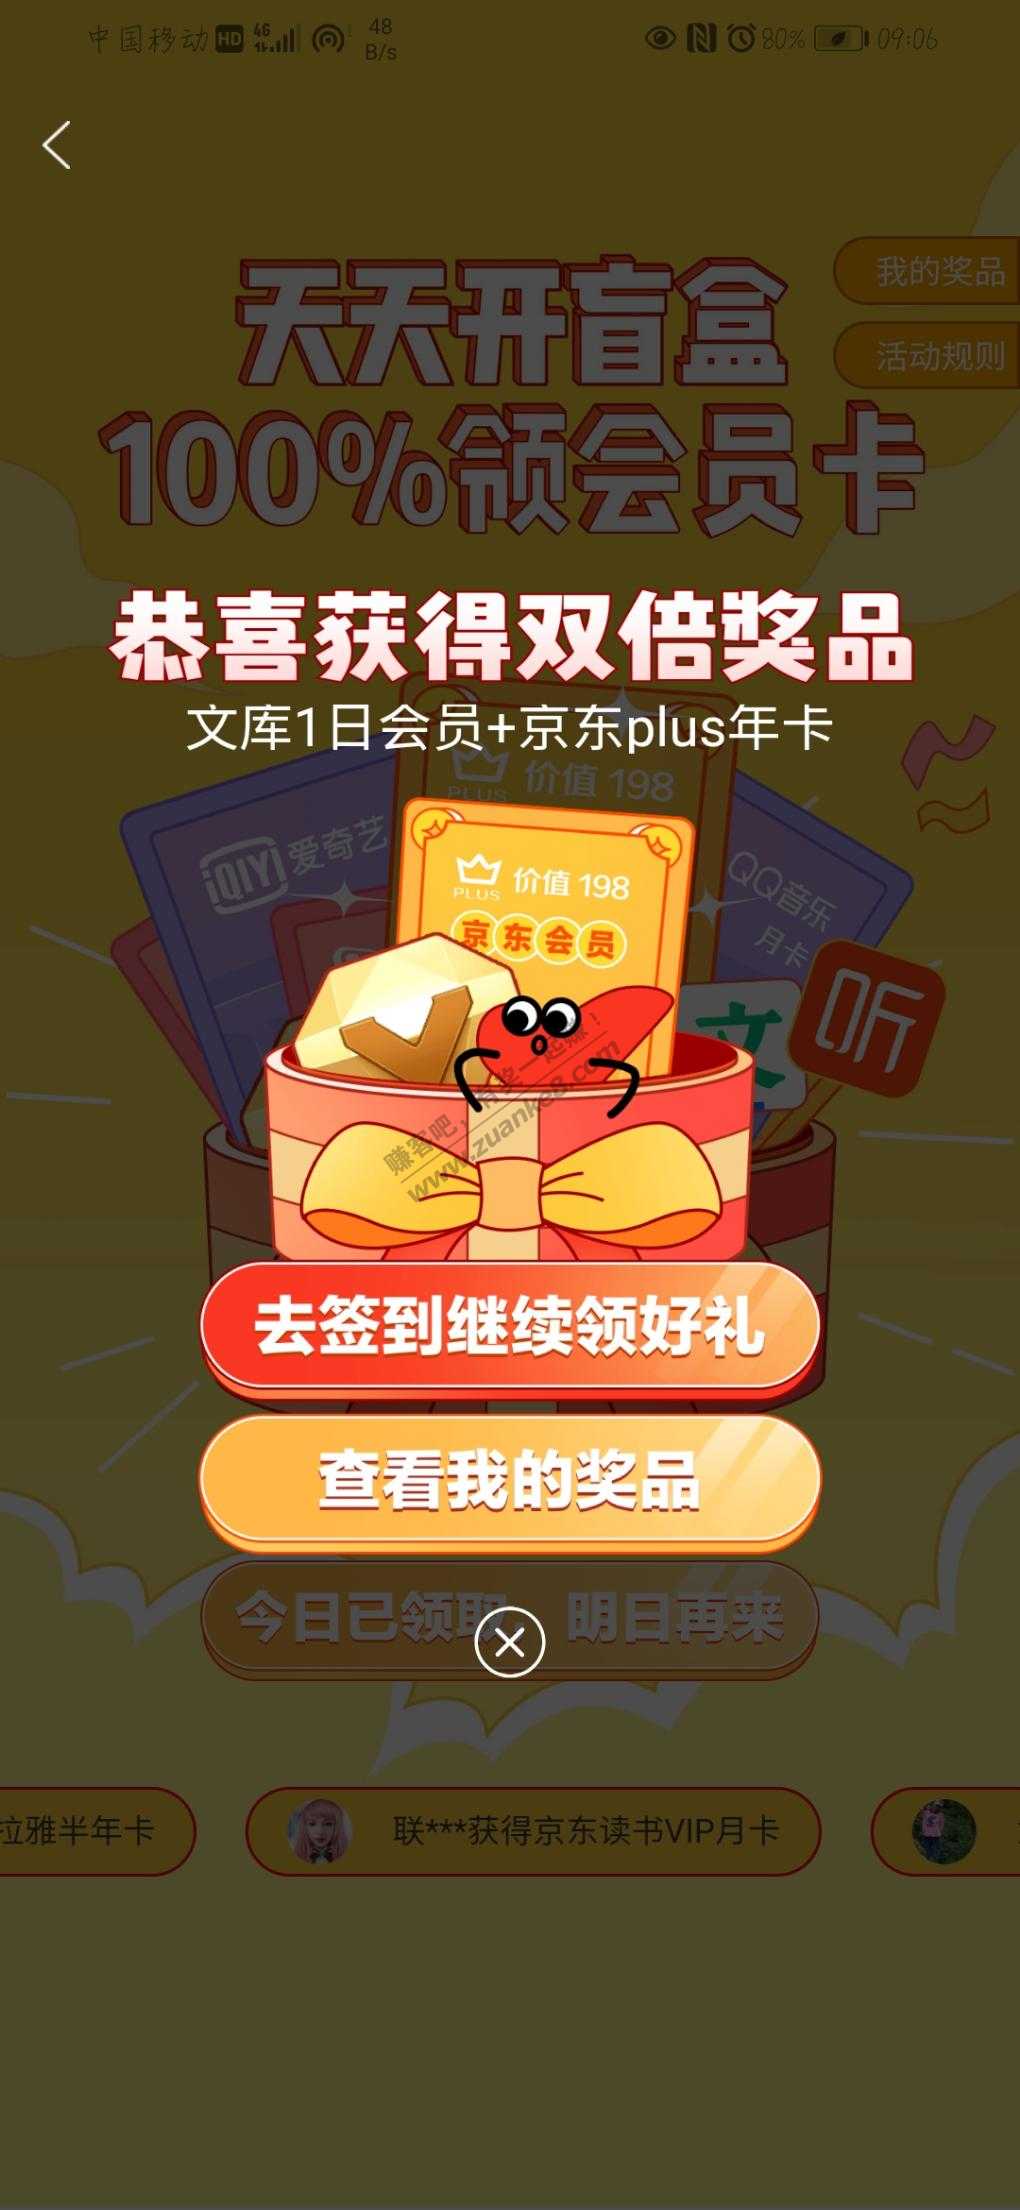 中国移动 HD 4G 48 B/s 80% 09:06
我的奖品
活动规则
天天开盲盒
100%领会员卡
恭喜获得双倍奖品
文库1日会员+京东plus年卡
PLUS 价值 198
iQIYI 爱奇艺
QQ音乐
月卡
PLUS 价值 198
京东会员
听
文
赚客吧，有奖一起赚！
www.zuanke8.com
去签到继续领好礼
查看我的奖品
今日已领取 明日再来
拉雅半年卡
联***获得京东读书VIP月卡